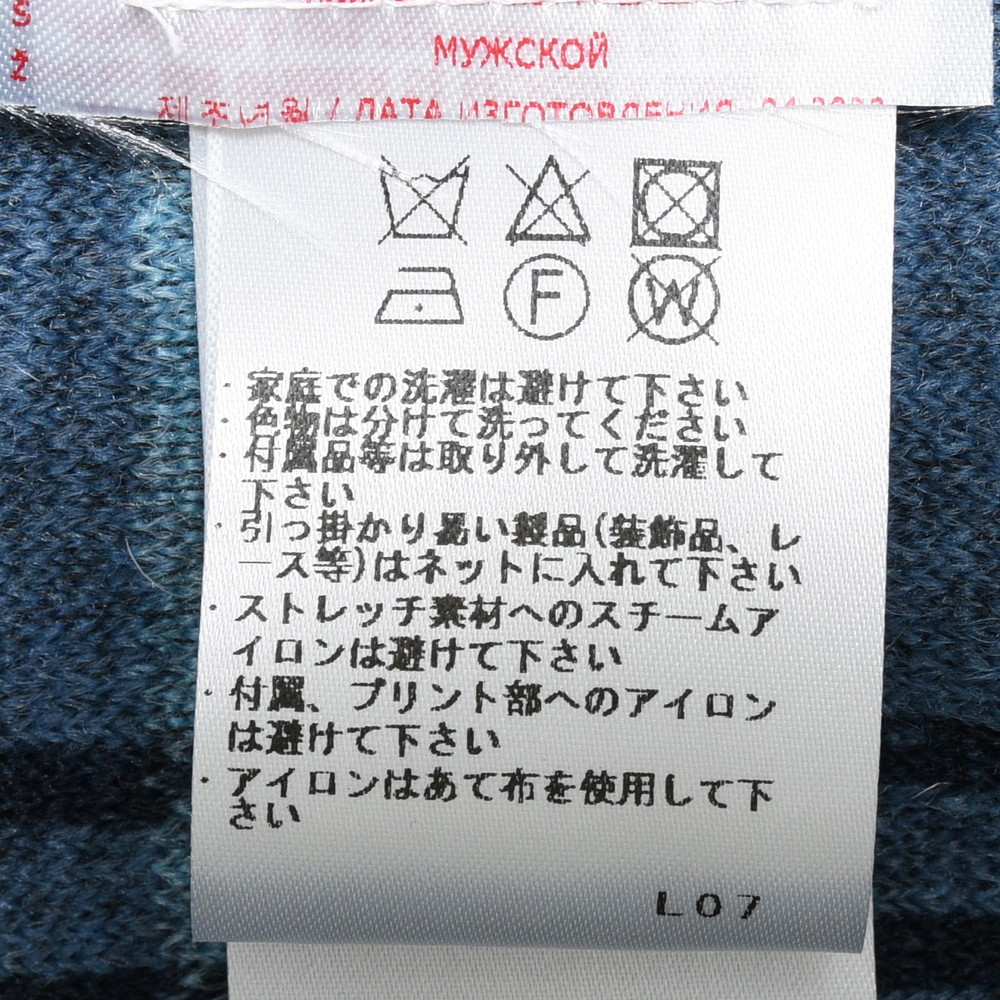 S
Ž
МУЖСКОЙ
제조년월 / ДАТА ИЗГОТОВЛЕНИЯ:
F
W
・家庭での洗濯は避けて下さい
・色物は分けて洗ってください
・付属品等は取り外して洗濯して
下さい
・引っ掛かり易い製品(装飾品、レ
ース等)はネットに入れて下さい
・ストレッチ素材へのスチームア
イロンは避けて下さい
・付属、プリント部へのアイロン
は避けて下さい
・アイロンはあて布を使用して下
さい
L07